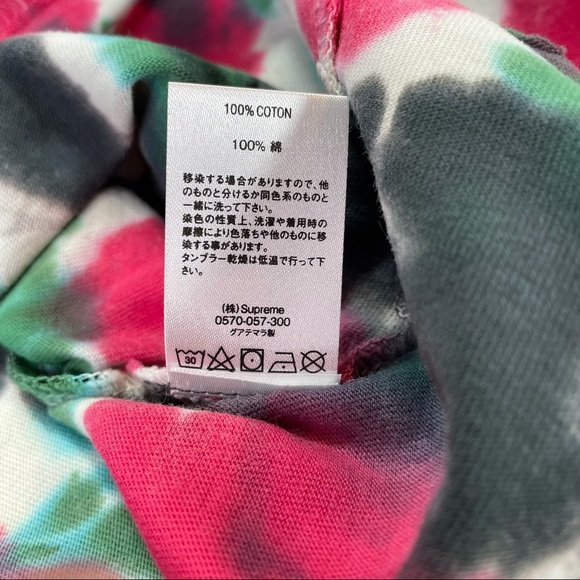 100% COTON
100% 綿
移染する場合がありますので、他
のものと分けるか同色系のものと
一緒に洗って下さい。
染色の性質上、洗濯や着用時の
摩擦により色落ちや他のものに移
染する事があります。
タンブラー乾燥は低温で行って下
さい。
(株)Supreme
0570-057-300
グアテマラ製
30